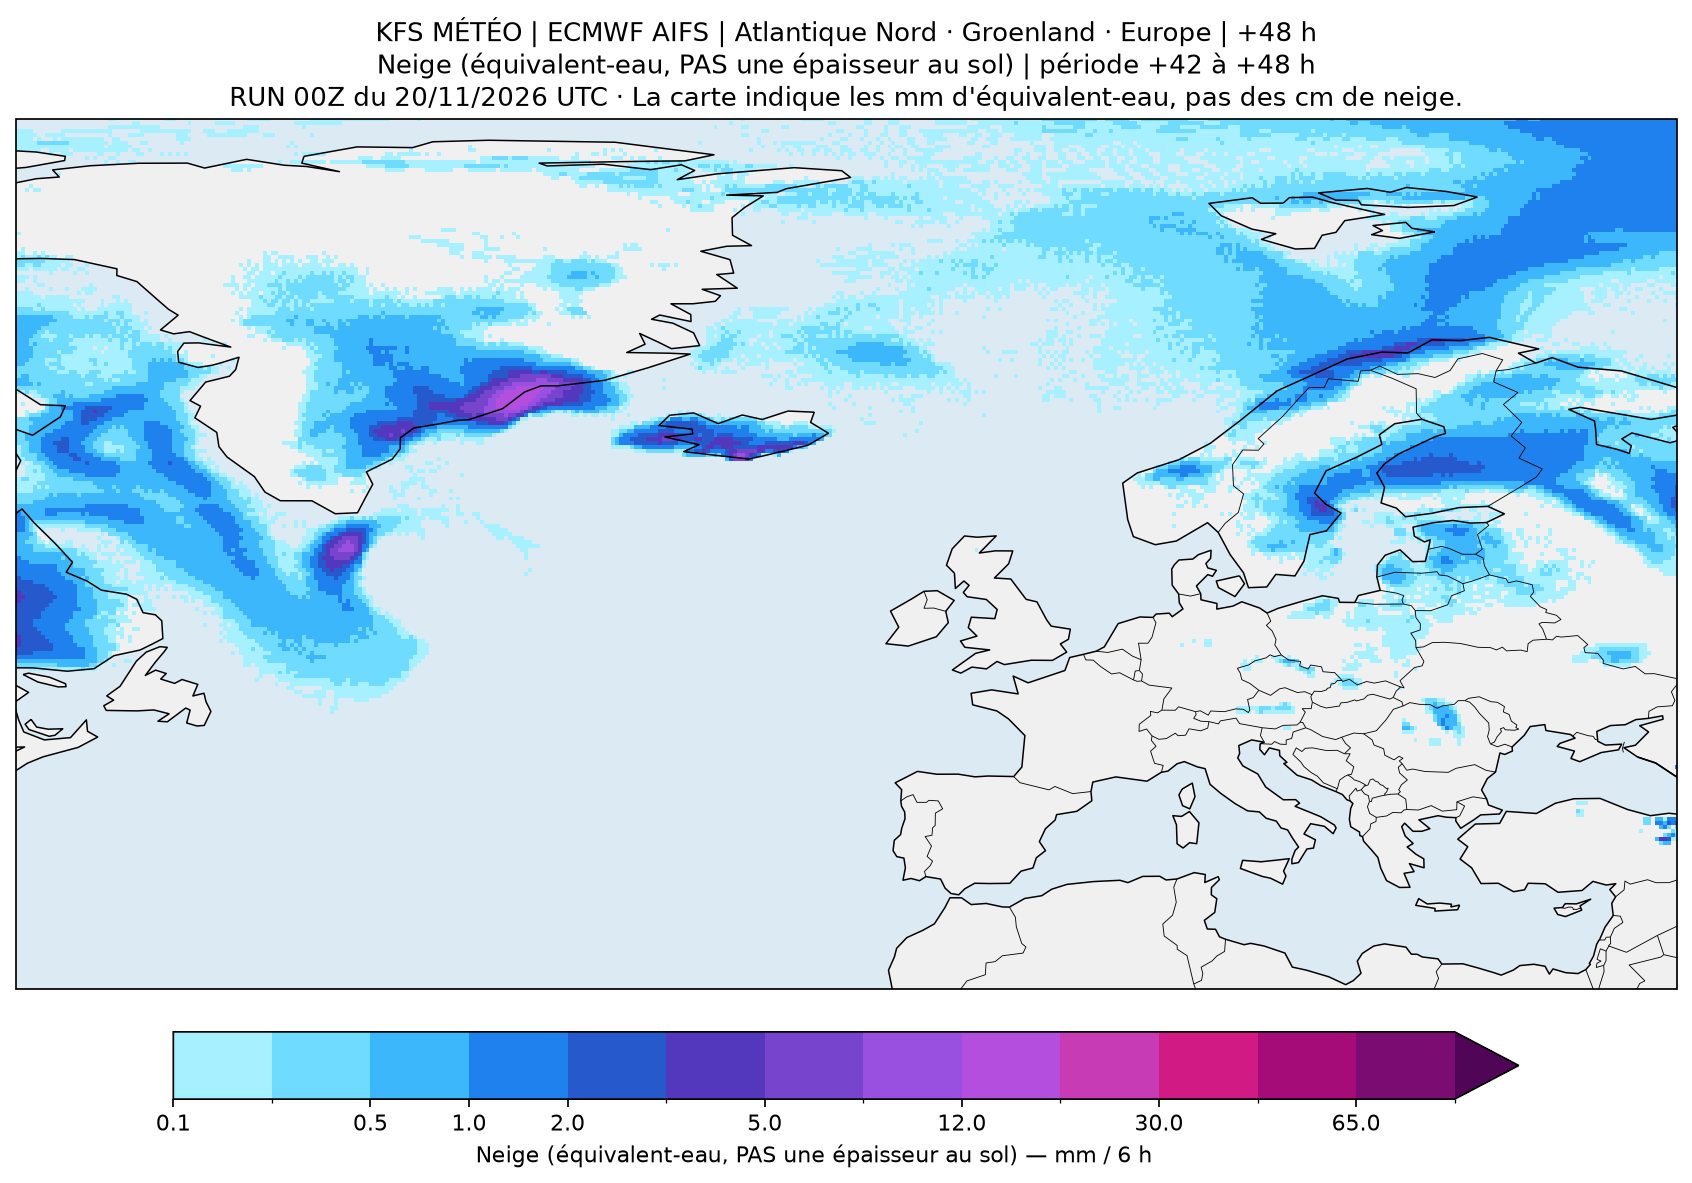 KFS MÉTÉO | ECMWF AIFS | Atlantique Nord · Groenland · Europe | +48 h
Neige (équivalent-eau, PAS une épaisseur au sol) | période +42 à +48 h
RUN 00Z du 20/11/2026 UTC · La carte indique les mm d'équivalent-eau, pas des cm de neige.
0.1 0.5 1.0 2.0 5.0 12.0 30.0 65.0
Neige (équivalent-eau, PAS une épaisseur au sol) — mm / 6 h